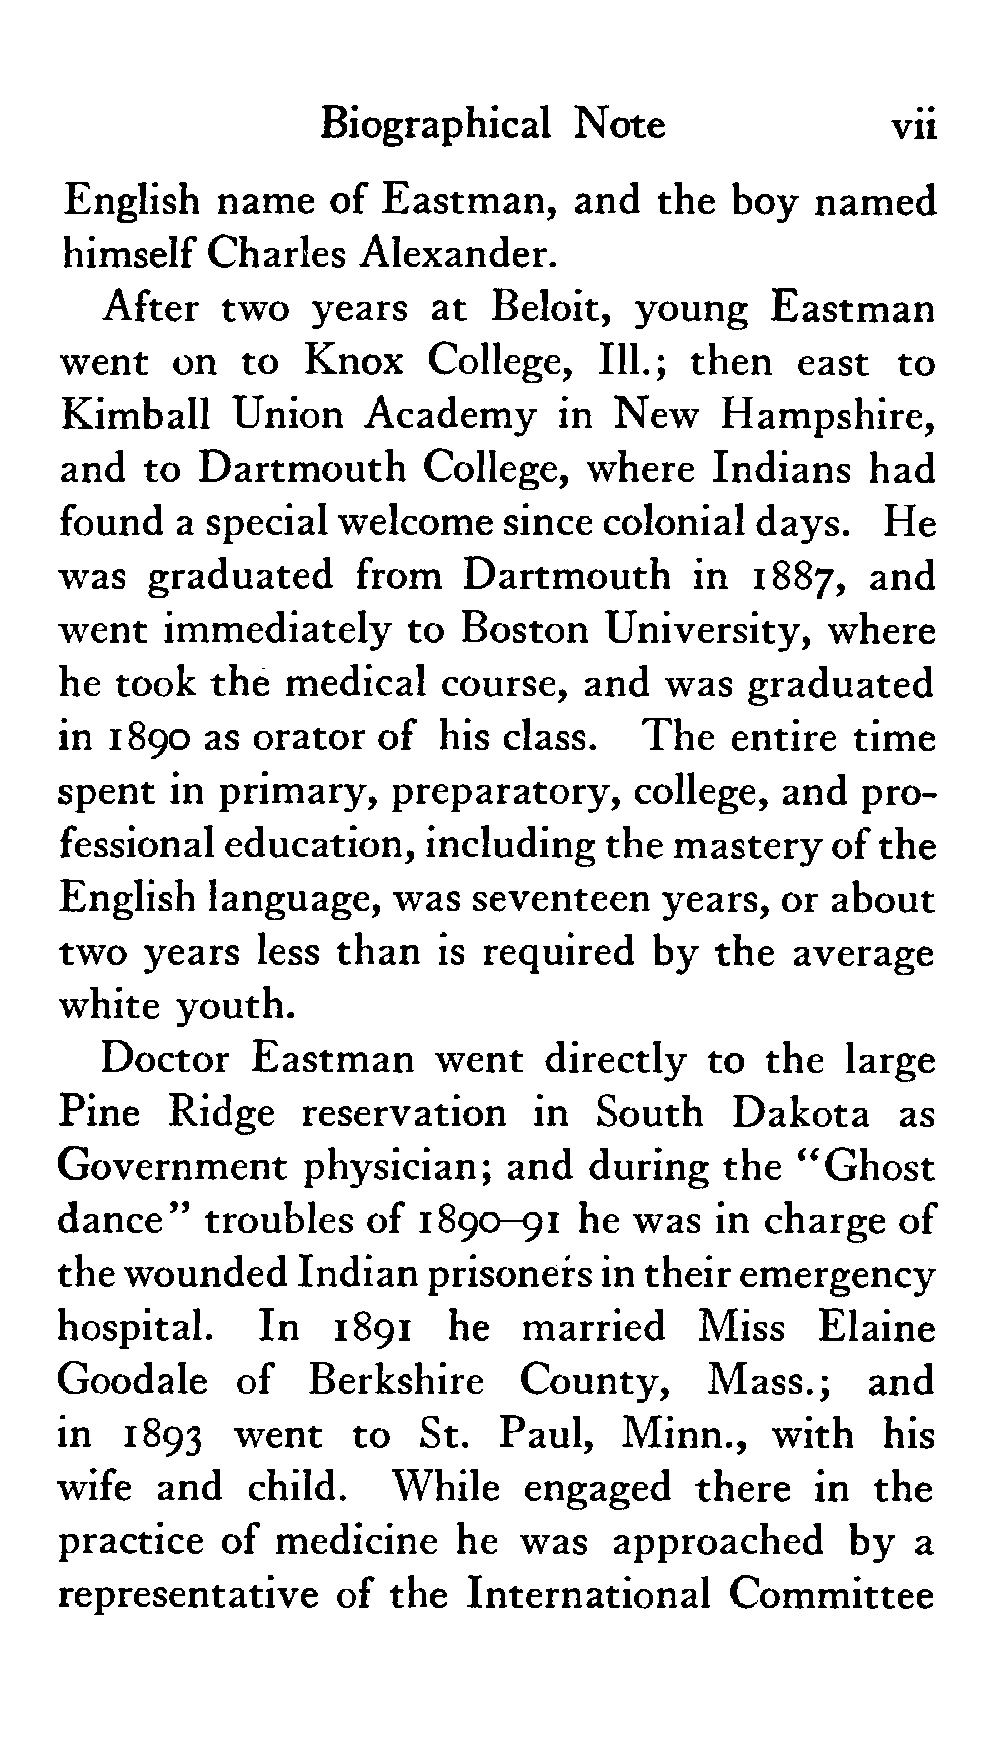 Biographical Note vii
English name of Eastman, and the boy named
himself Charles Alexander.
After two years at Beloit, young Eastman
went on to Knox College, Ill.; then east to
Kimball Union Academy in New Hampshire,
and to Dartmouth College, where Indians had
found a special welcome since colonial days. He
was graduated from Dartmouth in 1887, and
went immediately to Boston University, where
he took the medical course, and was graduated
in 1890 as orator of his class. The entire time
spent in primary, preparatory, college, and pro-
fessional education, including the mastery of the
English language, was seventeen years, or about
two years less than is required by the average
white youth.
Doctor Eastman went directly to the large
Pine Ridge reservation in South Dakota as
Government physician; and during the "Ghost
dance" troubles of 1890–91 he was in charge of
the wounded Indian prisoners in their emergency
hospital. In 1891 he married Miss Elaine
Goodale of Berkshire County, Mass.; and
in 1893 went to St. Paul, Minn., with his
wife and child. While engaged there in the
practice of medicine he was approached by a
representative of the International Committee